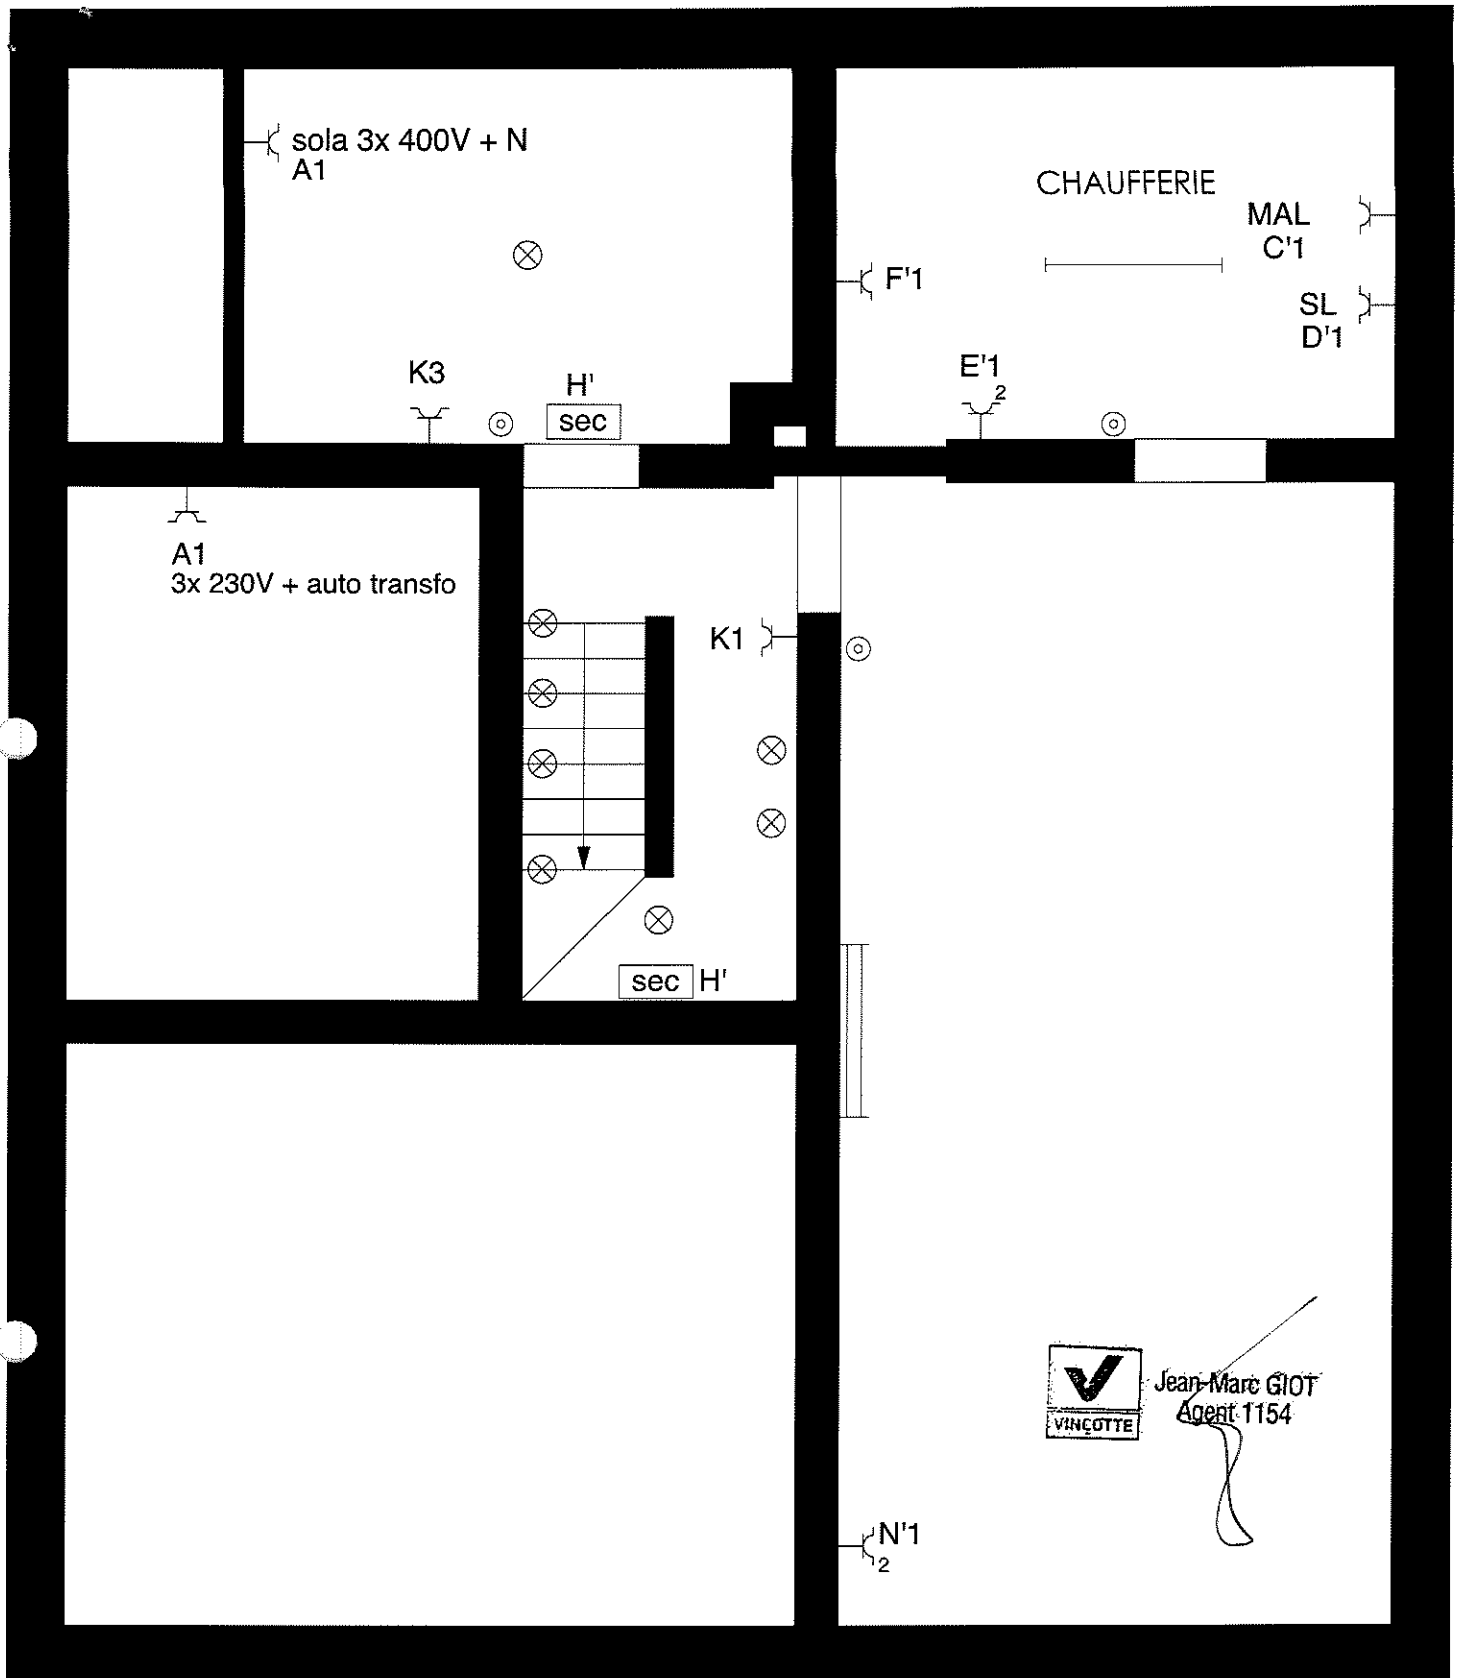 sola 3x 400V + N
A1
CHAUFFERIE
MAL
C'1
F'1
SL
D'1
K3
H'
sec
E'1
2
A1
3x 230V + auto transfo
K1
sec H'
VINÇOTTE
Jean-Marc GIOT
Agent 1154
N'1
2